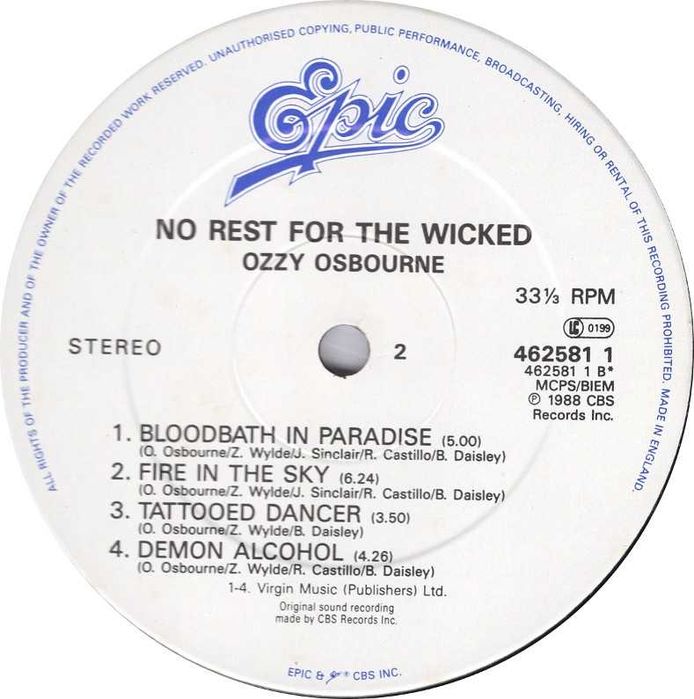 ALL RIGHTS OF THE PRODUCER AND OF THE OWNER OF THE RECORDED WORK RESERVED. UNAUTHORISED COPYING, PUBLIC PERFORMANCE, BROADCASTING, HIRING OR RENTAL OF THIS RECORDING PROHIBITED. MADE IN ENGLAND.
Epic
NO REST FOR THE WICKED
OZZY OSBOURNE
33⅓ RPM
LC 0199
STEREO
2
462581 1
462581 1 B*
MCPS/BIEM
℗ 1988 CBS
Records Inc.
1. BLOODBATH IN PARADISE (5.00)
(O. Osbourne/Z. Wylde/J. Sinclair/R. Castillo/B. Daisley)
2. FIRE IN THE SKY (6.24)
(O. Osbourne/Z. Wylde/J. Sinclair/R. Castillo/B. Daisley)
3. TATTOOED DANCER (3.50)
(O. Osbourne/Z. Wylde/B. Daisley)
4. DEMON ALCOHOL (4.26)
(O. Osbourne/Z. Wylde/R. Castillo/B. Daisley)
1-4. Virgin Music (Publishers) Ltd.
Original sound recording
made by CBS Records Inc.
EPIC & ® CBS INC.